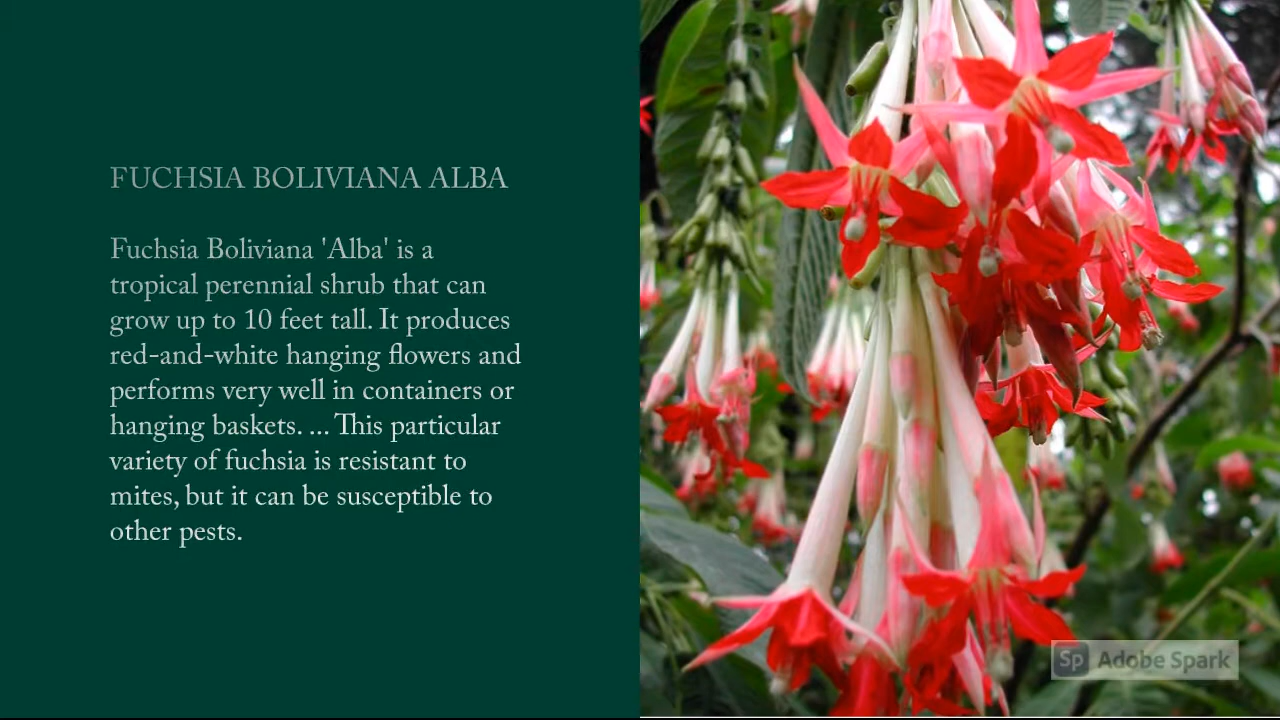 FUCHSIA BOLIVIANA ALBA
Fuchsia Boliviana 'Alba' is a
tropical perennial shrub that can
grow up to 10 feet tall. It produces
red-and-white hanging flowers and
performs very well in containers or
hanging baskets. ... This particular
variety of fuchsia is resistant to
mites, but it can be susceptible to
other pests.
Sp Adobe Spark